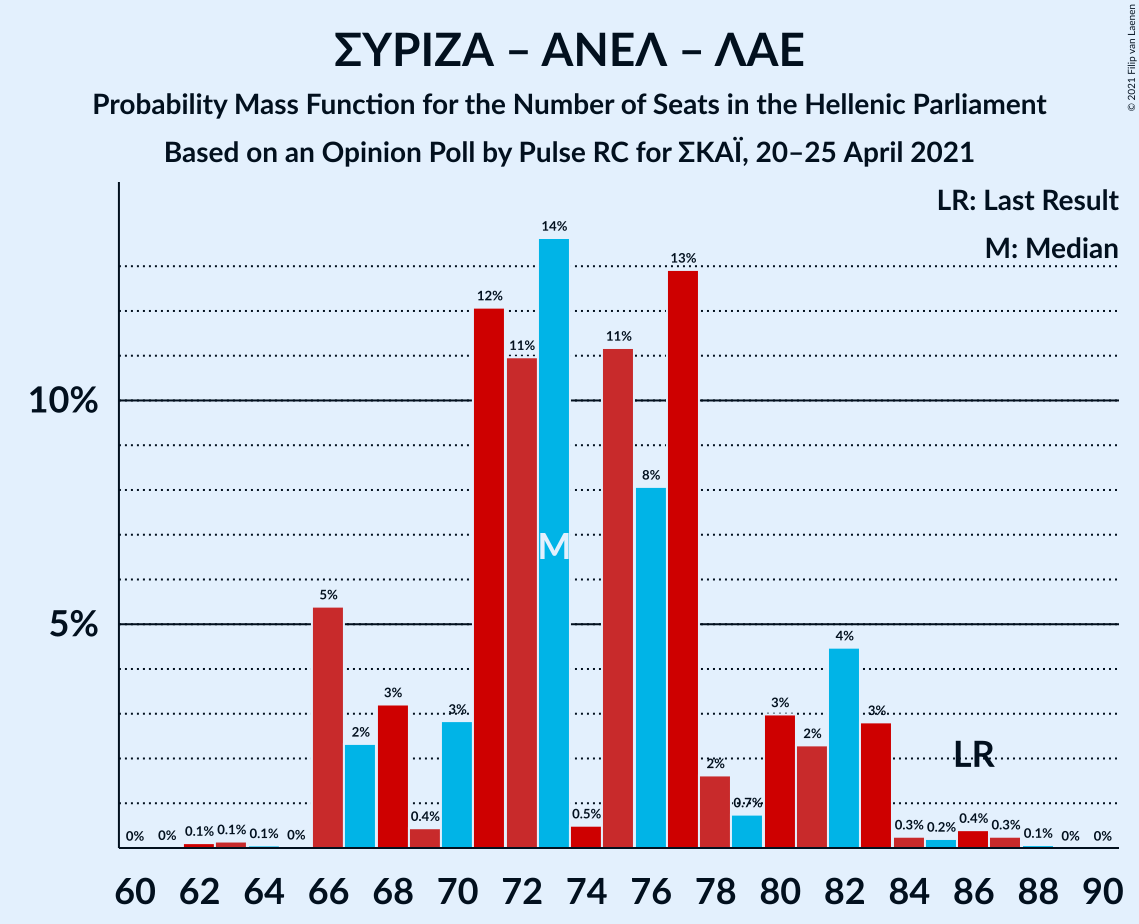 ΣΥΡΙΖΑ – ΑΝΕΛ – ΛΑΕ
Probability Mass Function for the Number of Seats in the Hellenic Parliament
Based on an Opinion Poll by Pulse RC for ΣΚΑΪ, 20–25 April 2021
© 2021 Filip van Laenen
LR: Last Result
M: Median
10%
5%
0% 0% 0.1% 0.1% 0.1% 0% 5% 2% 3% 0.4% 3% 12% 11% 14% 0.5% 11% 8% 13% 2% 0.7% 3% 2% 4% 3% 0.3% 0.2% 0.4% 0.3% 0.1% 0% 0%
M
LR
60 62 64 66 68 70 72 74 76 78 80 82 84 86 88 90